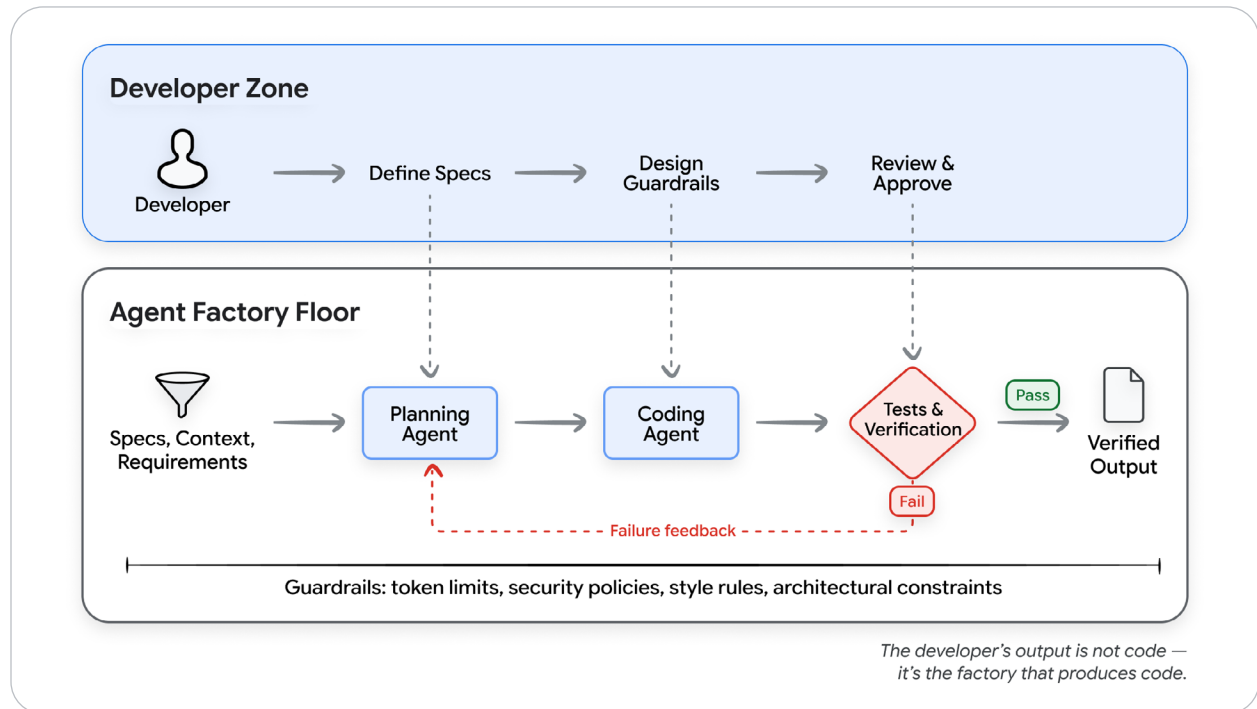 Developer Zone
Developer
Define Specs
Design
Guardrails
Review &
Approve
Agent Factory Floor
Specs, Context,
Requirements
Planning
Agent
Coding
Agent
Tests &
Verification
Pass
Verified
Output
Fail
Failure feedback
Guardrails: token limits, security policies, style rules, architectural constraints
The developer’s output is not code —
it’s the factory that produces code.